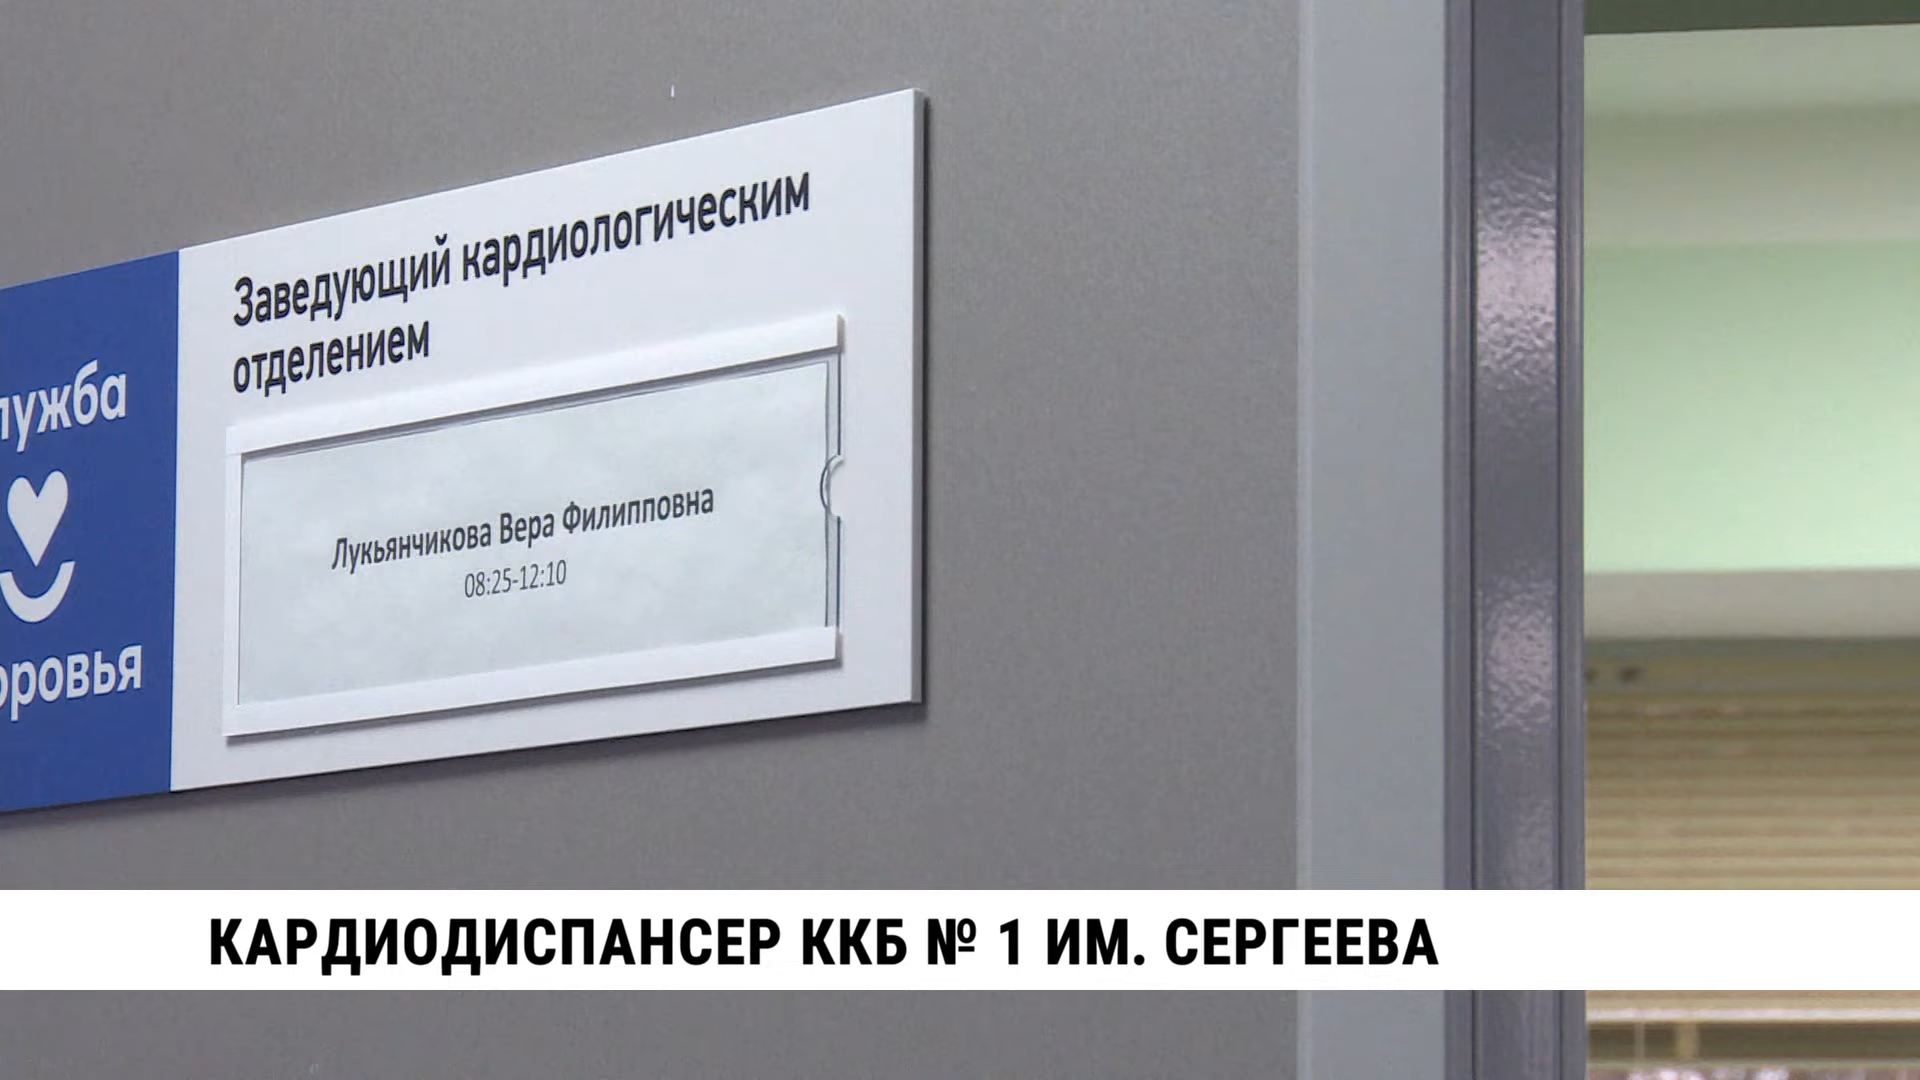 Заведующий кардиологическим
отделением
Лукьянчикова Вера Филипповна
08:25-12:10
КАРДИОДИСПАНСЕР ККБ № 1 ИМ. СЕРГЕЕВА